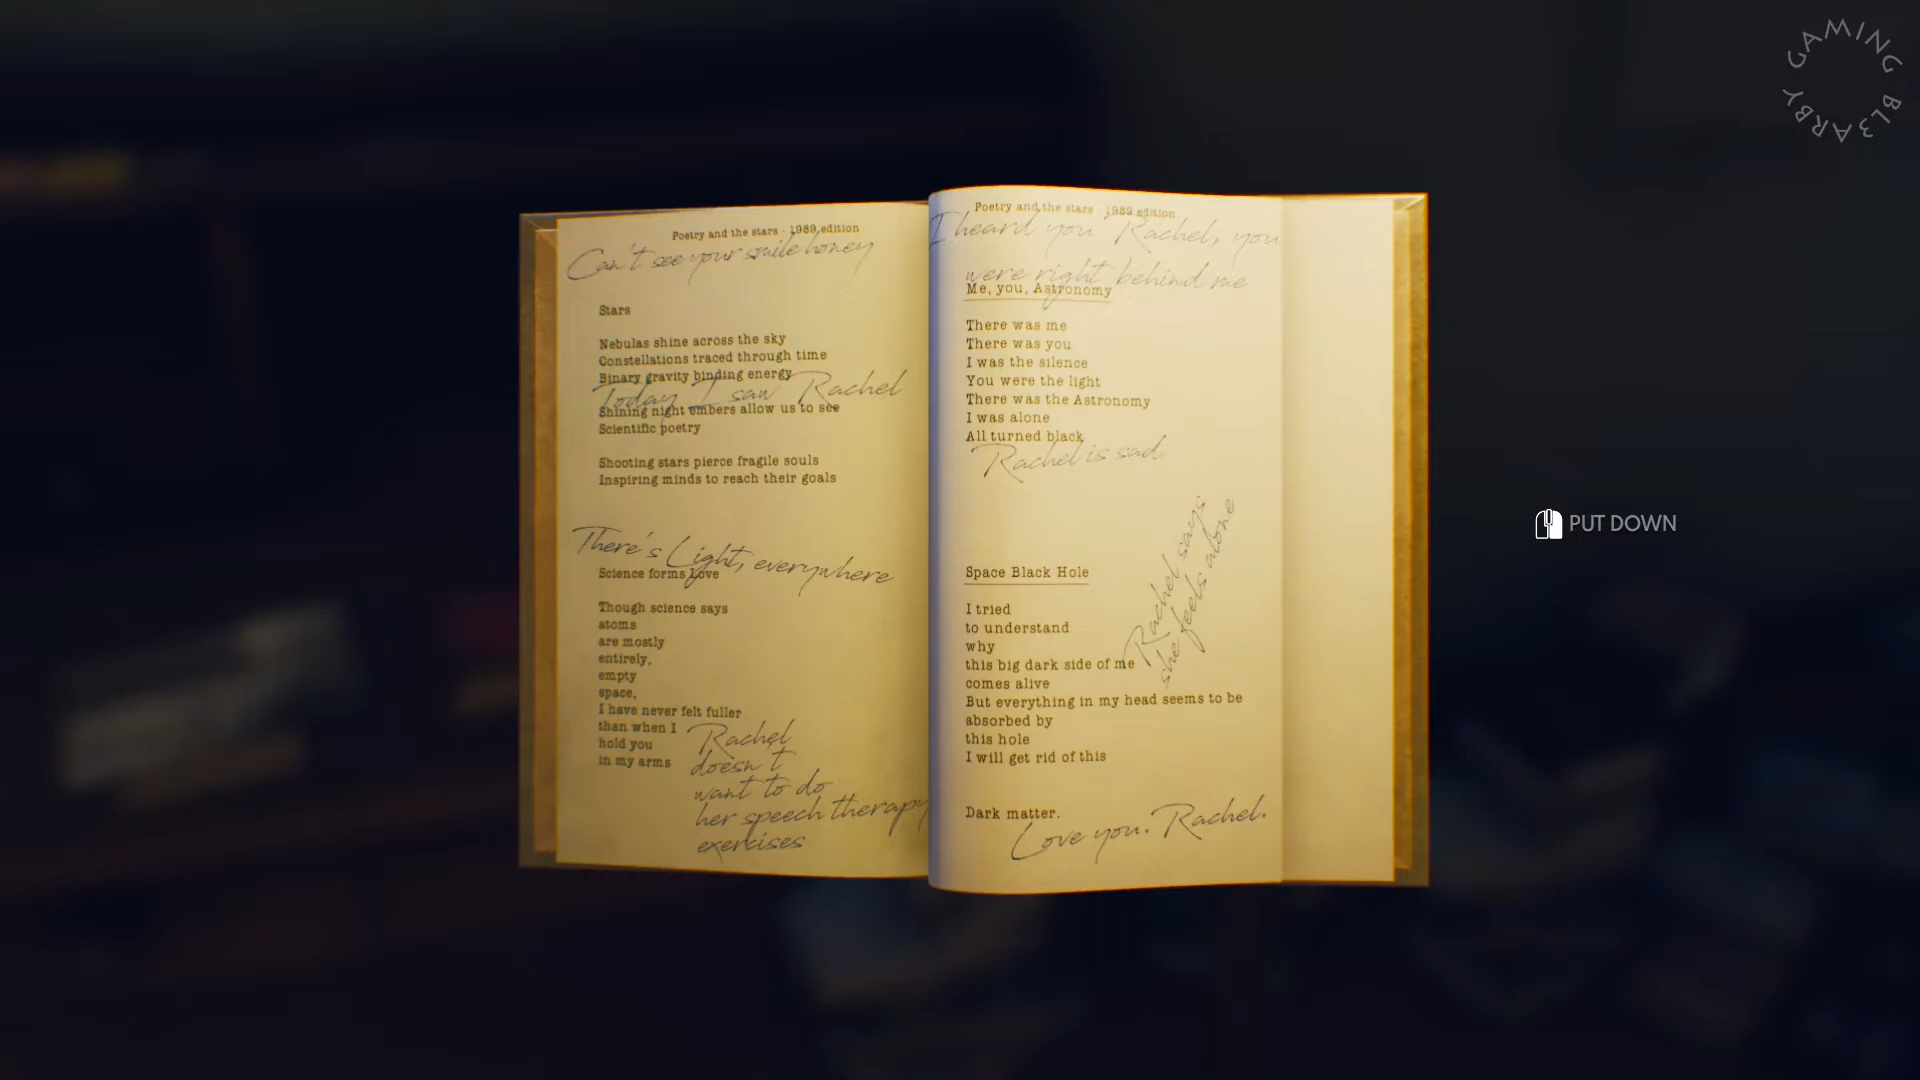 Poetry and the stars - 1989 edition
Can't see your smile honey
Stars
Nebulas shine across the sky
Constellations traced through time
Binary gravity binding energy
Today I saw Rachel
Shining night embers allow us to see
Scientific poetry
Shooting stars pierce fragile souls
Inspiring minds to reach their goals
There's Light, everywhere
Science forms Love
Though science says
atoms
are mostly
entirely,
empty
space,
I have never felt fuller
than when I
hold you
in my arms
Rachel
doesn't
want to do
her speech therapy
exercises
Poetry and the stars - 1989 edition
I heard you Rachel, you
were right behind me
Me, you, Astronomy
There was me
There was you
I was the silence
You were the light
There was the Astronomy
I was alone
All turned black
Rachel is sad
Rachel says
she feels alone
Space Black Hole
I tried
to understand
why
this big dark side of me
comes alive
But everything in my head seems to be
absorbed by
this hole
I will get rid of this
Dark matter.
Love you. Rachel.
PUT DOWN
GAMING BL3ARBY